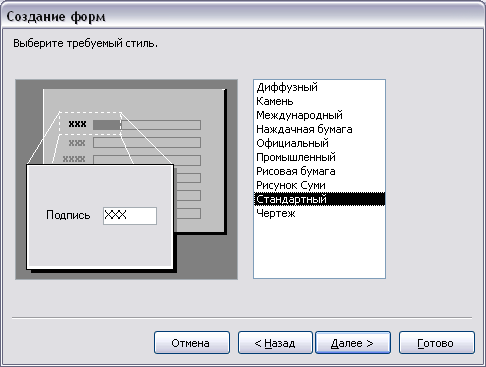 Создание форм
Выберите требуемый стиль.
Диффузный
Камень
Международный
Наждачная бумага
Официальный
Промышленный
Рисовая бумага
Рисунок Суми
Стандартный
Чертеж
xxx
xxx
xxxx
Подпись XXX
Отмена < Назад Далее > Готово